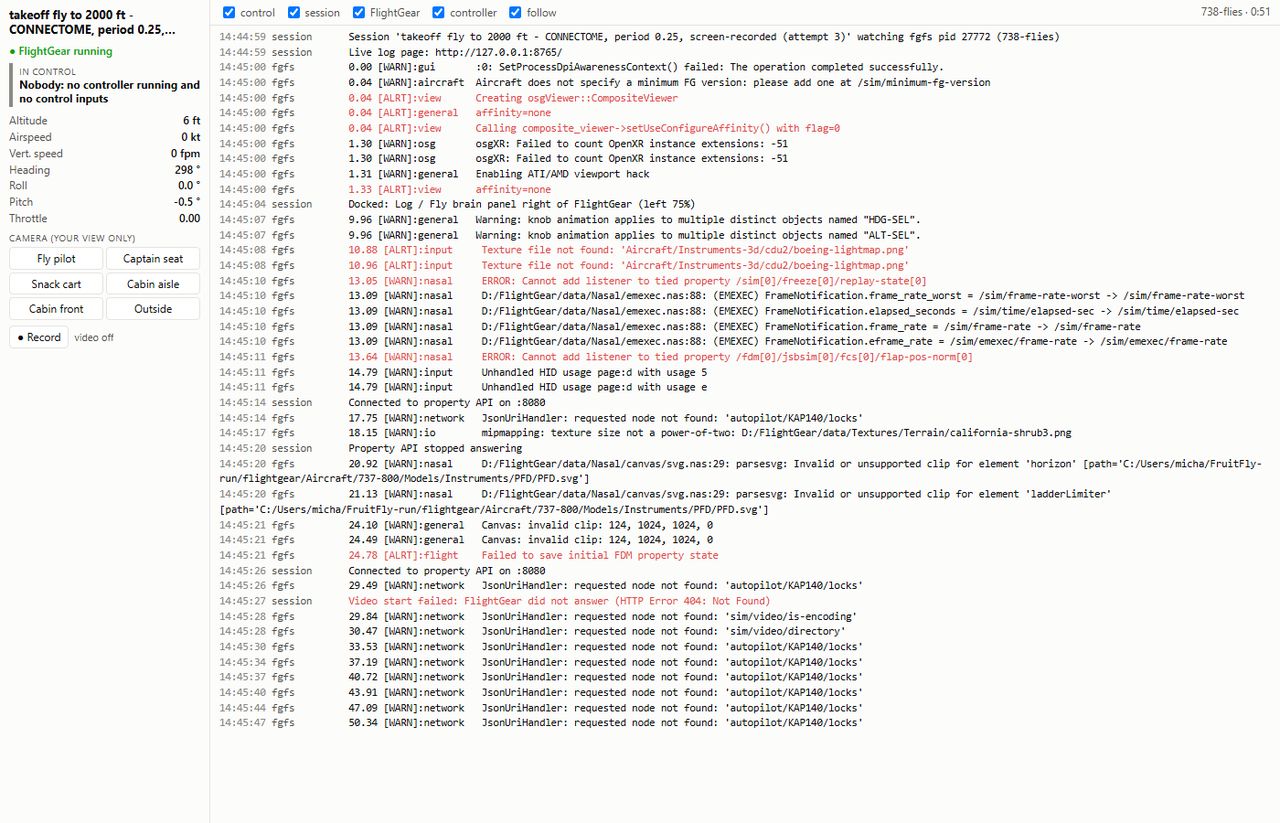 takeoff fly to 2000 ft -
CONNECTOME, period 0.25,...
● FlightGear running
IN CONTROL
Nobody: no controller running and
no control inputs
Altitude 6 ft
Airspeed 0 kt
Vert. speed 0 fpm
Heading 298 °
Roll 0.0 °
Pitch -0.5 °
Throttle 0.00
CAMERA (YOUR VIEW ONLY)
Fly pilot Captain seat
Snack cart Cabin aisle
Cabin front Outside
● Record video off
control session FlightGear controller follow 738-flies · 0:51
14:44:59 session Session 'takeoff fly to 2000 ft - CONNECTOME, period 0.25, screen-recorded (attempt 3)' watching fgfs pid 27772 (738-flies)
14:44:59 session Live log page: http://127.0.0.1:8765/
14:45:00 fgfs 0.00 [WARN]:gui :0: SetProcessDpiAwarenessContext() failed: The operation completed successfully.
14:45:00 fgfs 0.04 [WARN]:aircraft Aircraft does not specify a minimum FG version: please add one at /sim/minimum-fg-version
14:45:00 fgfs 0.04 [ALRT]:view Creating osgViewer::CompositeViewer
14:45:00 fgfs 0.04 [ALRT]:general affinity=none
14:45:00 fgfs 0.04 [ALRT]:view Calling composite_viewer->setUseConfigureAffinity() with flag=0
14:45:00 fgfs 1.30 [WARN]:osg osgXR: Failed to count OpenXR instance extensions: -51
14:45:00 fgfs 1.30 [WARN]:osg osgXR: Failed to count OpenXR instance extensions: -51
14:45:00 fgfs 1.31 [WARN]:general Enabling ATI/AMD viewport hack
14:45:00 fgfs 1.33 [ALRT]:view affinity=none
14:45:04 session Docked: Log / Fly brain panel right of FlightGear (left 75%)
14:45:07 fgfs 9.96 [WARN]:general Warning: knob animation applies to multiple distinct objects named "HDG-SEL".
14:45:07 fgfs 9.96 [WARN]:general Warning: knob animation applies to multiple distinct objects named "ALT-SEL".
14:45:08 fgfs 10.88 [ALRT]:input Texture file not found: 'Aircraft/Instruments-3d/cdu2/boeing-lightmap.png'
14:45:08 fgfs 10.96 [ALRT]:input Texture file not found: 'Aircraft/Instruments-3d/cdu2/boeing-lightmap.png'
14:45:10 fgfs 13.05 [WARN]:nasal ERROR: Cannot add listener to tied property /sim[0]/freeze[0]/replay-state[0]
14:45:10 fgfs 13.09 [WARN]:nasal D:/FlightGear/data/Nasal/emexec.nas:88: (EMEXEC) FrameNotification.frame_rate_worst = /sim/frame-rate-worst -> /sim/frame-rate-worst
14:45:10 fgfs 13.09 [WARN]:nasal D:/FlightGear/data/Nasal/emexec.nas:88: (EMEXEC) FrameNotification.elapsed_seconds = /sim/time/elapsed-sec -> /sim/time/elapsed-sec
14:45:10 fgfs 13.09 [WARN]:nasal D:/FlightGear/data/Nasal/emexec.nas:88: (EMEXEC) FrameNotification.frame_rate = /sim/frame-rate -> /sim/frame-rate
14:45:10 fgfs 13.09 [WARN]:nasal D:/FlightGear/data/Nasal/emexec.nas:88: (EMEXEC) FrameNotification.eframe_rate = /sim/emexec/frame-rate -> /sim/emexec/frame-rate
14:45:11 fgfs 13.64 [WARN]:nasal ERROR: Cannot add listener to tied property /fdm[0]/jsbsim[0]/fcs[0]/flap-pos-norm[0]
14:45:11 fgfs 14.79 [WARN]:input Unhandled HID usage page:d with usage 5
14:45:11 fgfs 14.79 [WARN]:input Unhandled HID usage page:d with usage e
14:45:14 session Connected to property API on :8080
14:45:14 fgfs 17.75 [WARN]:network JsonUriHandler: requested node not found: 'autopilot/KAP140/locks'
14:45:17 fgfs 18.15 [WARN]:io mipmapping: texture size not a power-of-two: D:/FlightGear/data/Textures/Terrain/california-shrub3.png
14:45:20 session Property API stopped answering
14:45:20 fgfs 20.92 [WARN]:nasal D:/FlightGear/data/Nasal/canvas/svg.nas:29: parsesvg: Invalid or unsupported clip for element 'horizon' [path='C:/Users/micha/FruitFly-
run/flightgear/Aircraft/737-800/Models/Instruments/PFD/PFD.svg']
14:45:20 fgfs 21.13 [WARN]:nasal D:/FlightGear/data/Nasal/canvas/svg.nas:29: parsesvg: Invalid or unsupported clip for element 'ladderLimiter'
[path='C:/Users/micha/FruitFly-run/flightgear/Aircraft/737-800/Models/Instruments/PFD/PFD.svg']
14:45:21 fgfs 24.10 [WARN]:general Canvas: invalid clip: 124, 1024, 1024, 0
14:45:21 fgfs 24.49 [WARN]:general Canvas: invalid clip: 124, 1024, 1024, 0
14:45:21 fgfs 24.78 [ALRT]:flight Failed to save initial FDM property state
14:45:26 session Connected to property API on :8080
14:45:26 fgfs 29.49 [WARN]:network JsonUriHandler: requested node not found: 'autopilot/KAP140/locks'
14:45:27 session Video start failed: FlightGear did not answer (HTTP Error 404: Not Found)
14:45:28 fgfs 29.84 [WARN]:network JsonUriHandler: requested node not found: 'sim/video/is-encoding'
14:45:28 fgfs 30.47 [WARN]:network JsonUriHandler: requested node not found: 'sim/video/directory'
14:45:30 fgfs 33.53 [WARN]:network JsonUriHandler: requested node not found: 'autopilot/KAP140/locks'
14:45:34 fgfs 37.19 [WARN]:network JsonUriHandler: requested node not found: 'autopilot/KAP140/locks'
14:45:37 fgfs 40.72 [WARN]:network JsonUriHandler: requested node not found: 'autopilot/KAP140/locks'
14:45:40 fgfs 43.91 [WARN]:network JsonUriHandler: requested node not found: 'autopilot/KAP140/locks'
14:45:44 fgfs 47.09 [WARN]:network JsonUriHandler: requested node not found: 'autopilot/KAP140/locks'
14:45:47 fgfs 50.34 [WARN]:network JsonUriHandler: requested node not found: 'autopilot/KAP140/locks'